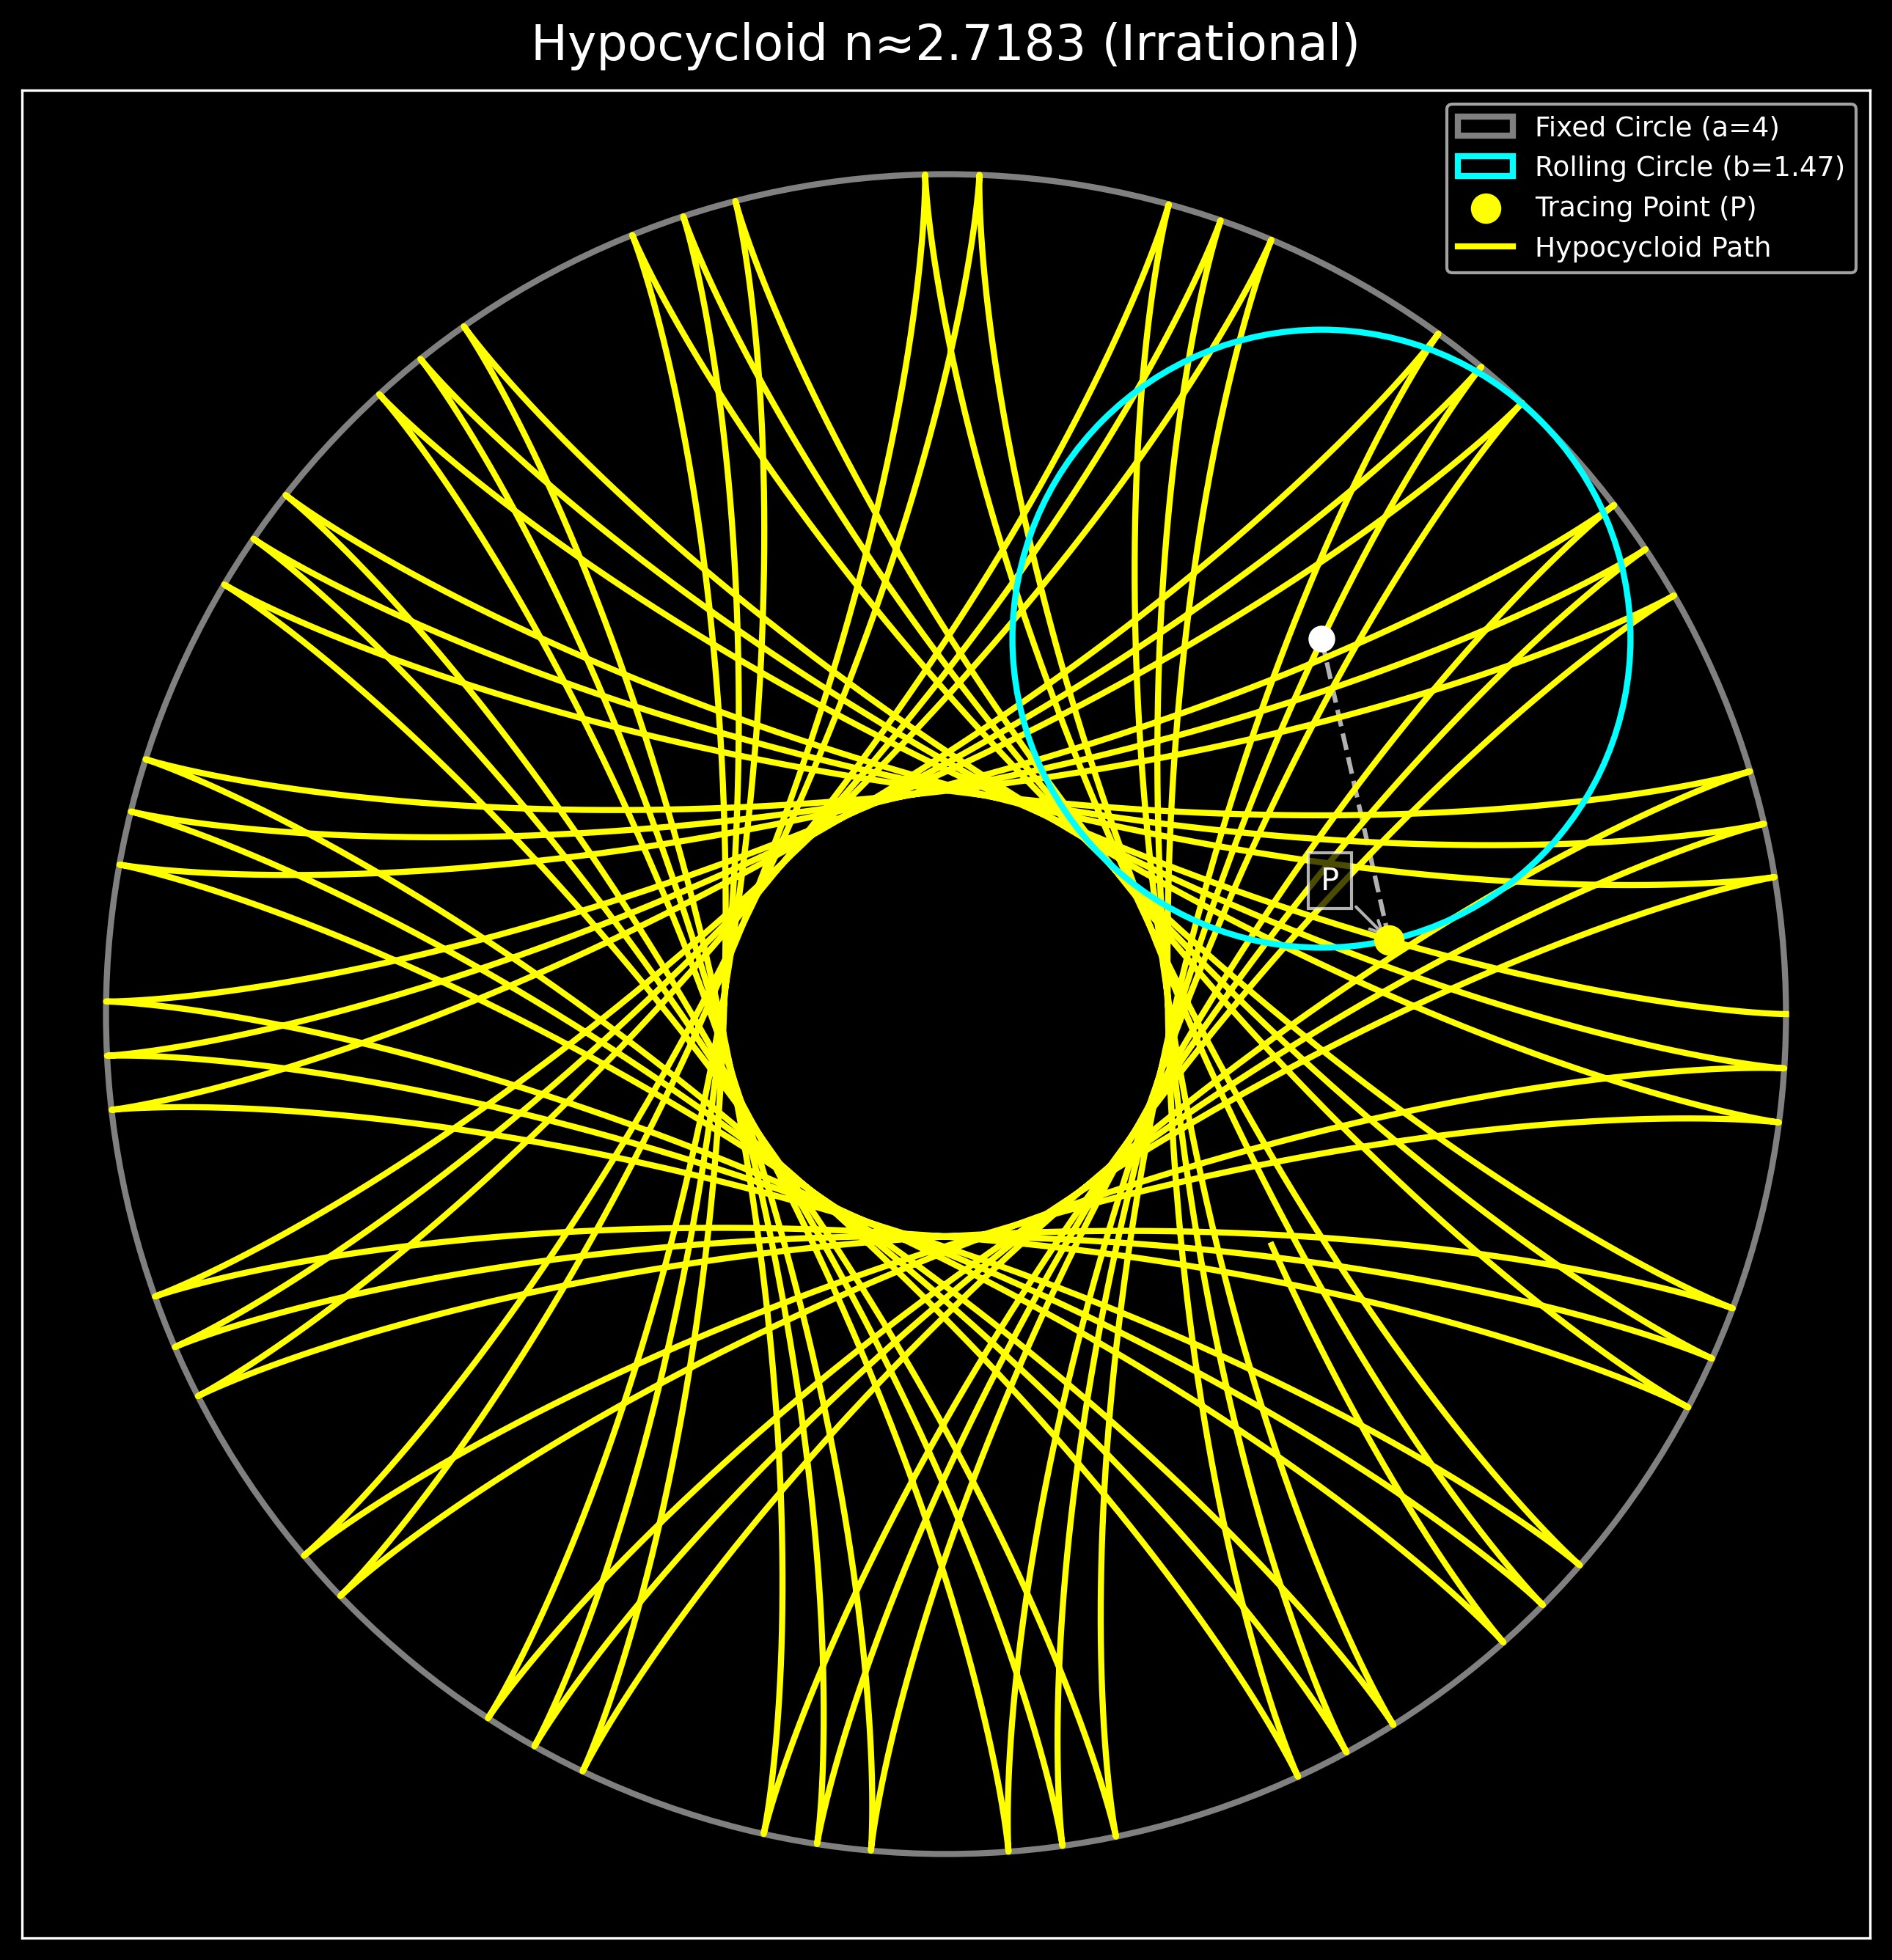 Hypocycloid n≈2.7183 (Irrational)
Fixed Circle (a=4)
Rolling Circle (b=1.47)
Tracing Point (P)
Hypocycloid Path
P